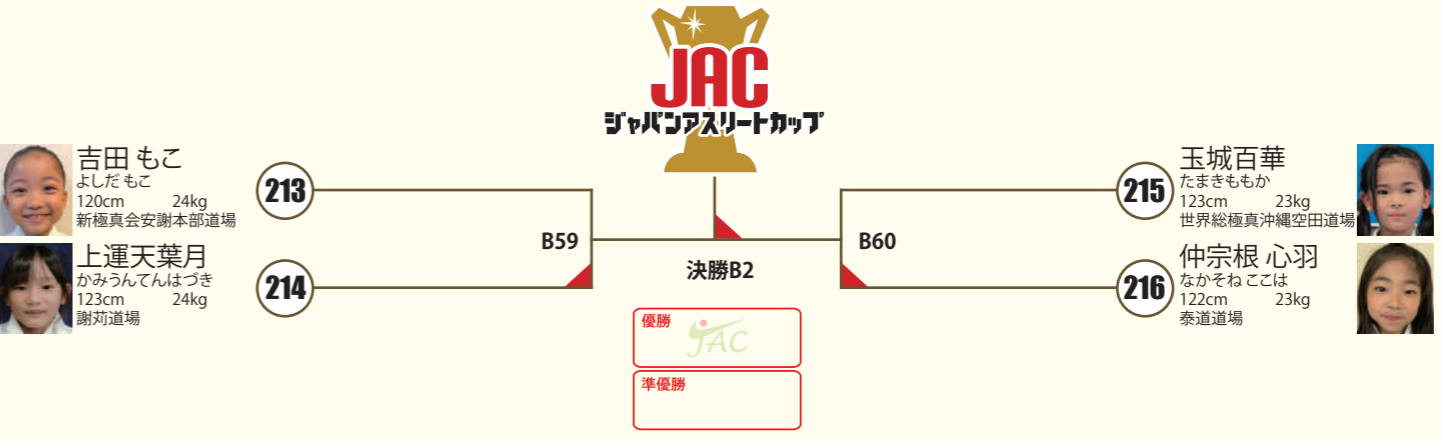 JAC
ジャパンアスリートカップ
吉田 もこ
よしだ もこ
120cm 24kg
新極真会安謝本部道場
213
上運天葉月
かみうんてんはづき
123cm 24kg
謝苅道場
214
B59
決勝B2
B60
玉城百華
たまきももか
123cm 23kg
世界総極真沖縄空田道場
215
仲宗根 心羽
なかそね ここは
122cm 23kg
泰道道場
216
優勝
JAC
準優勝